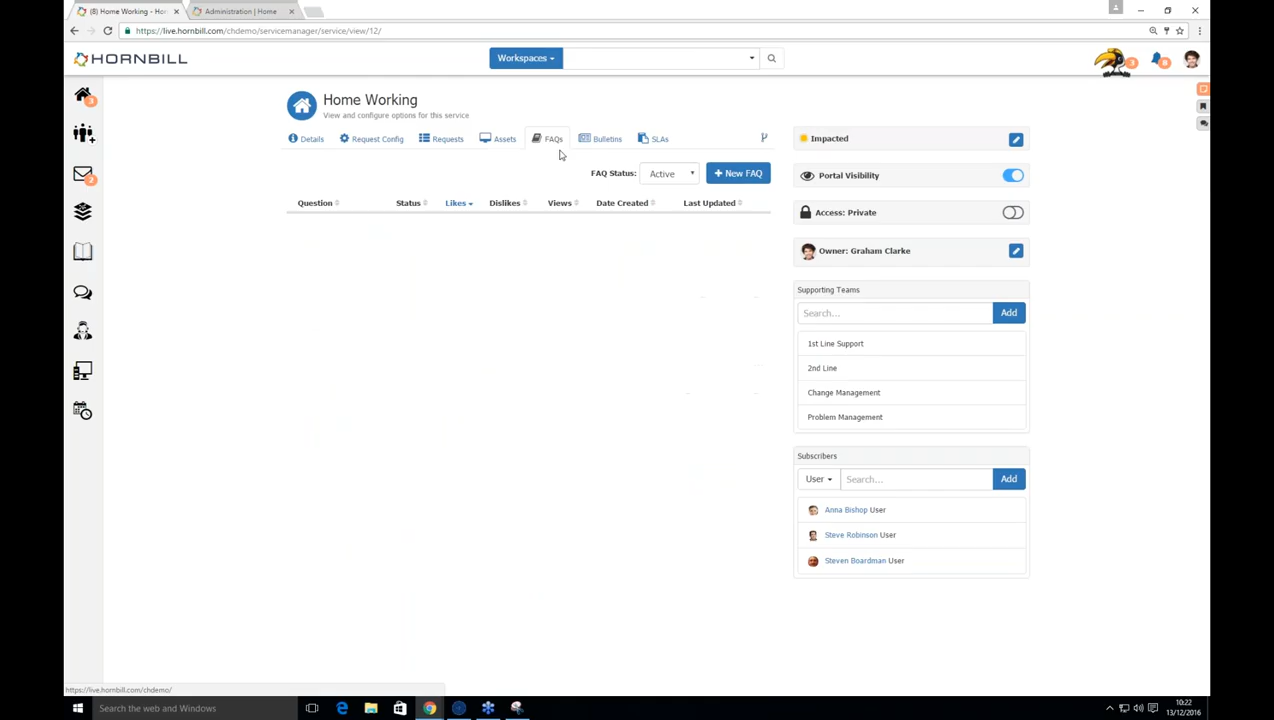 (8) Home Working - Hor
Administration | Home
https://live.hornbill.com/chdemo/servicemanager/service/view/12/
HORNBILL
Workspaces
3
8
3
2
Home Working
View and configure options for this service
Details
Request Config
Requests
Assets
FAQs
Bulletins
SLAs
FAQ Status:
Active
New FAQ
Question
Status
Likes
Dislikes
Views
Date Created
Last Updated
Impacted
Portal Visibility
Access: Private
Owner: Graham Clarke
Supporting Teams
Search...
Add
1st Line Support
2nd Line
Change Management
Problem Management
Subscribers
User
Search...
Add
Anna Bishop User
Steve Robinson User
Steven Boardman User
https://live.hornbill.com/chdemo/
Search the web and Windows
10:22
13/12/2016